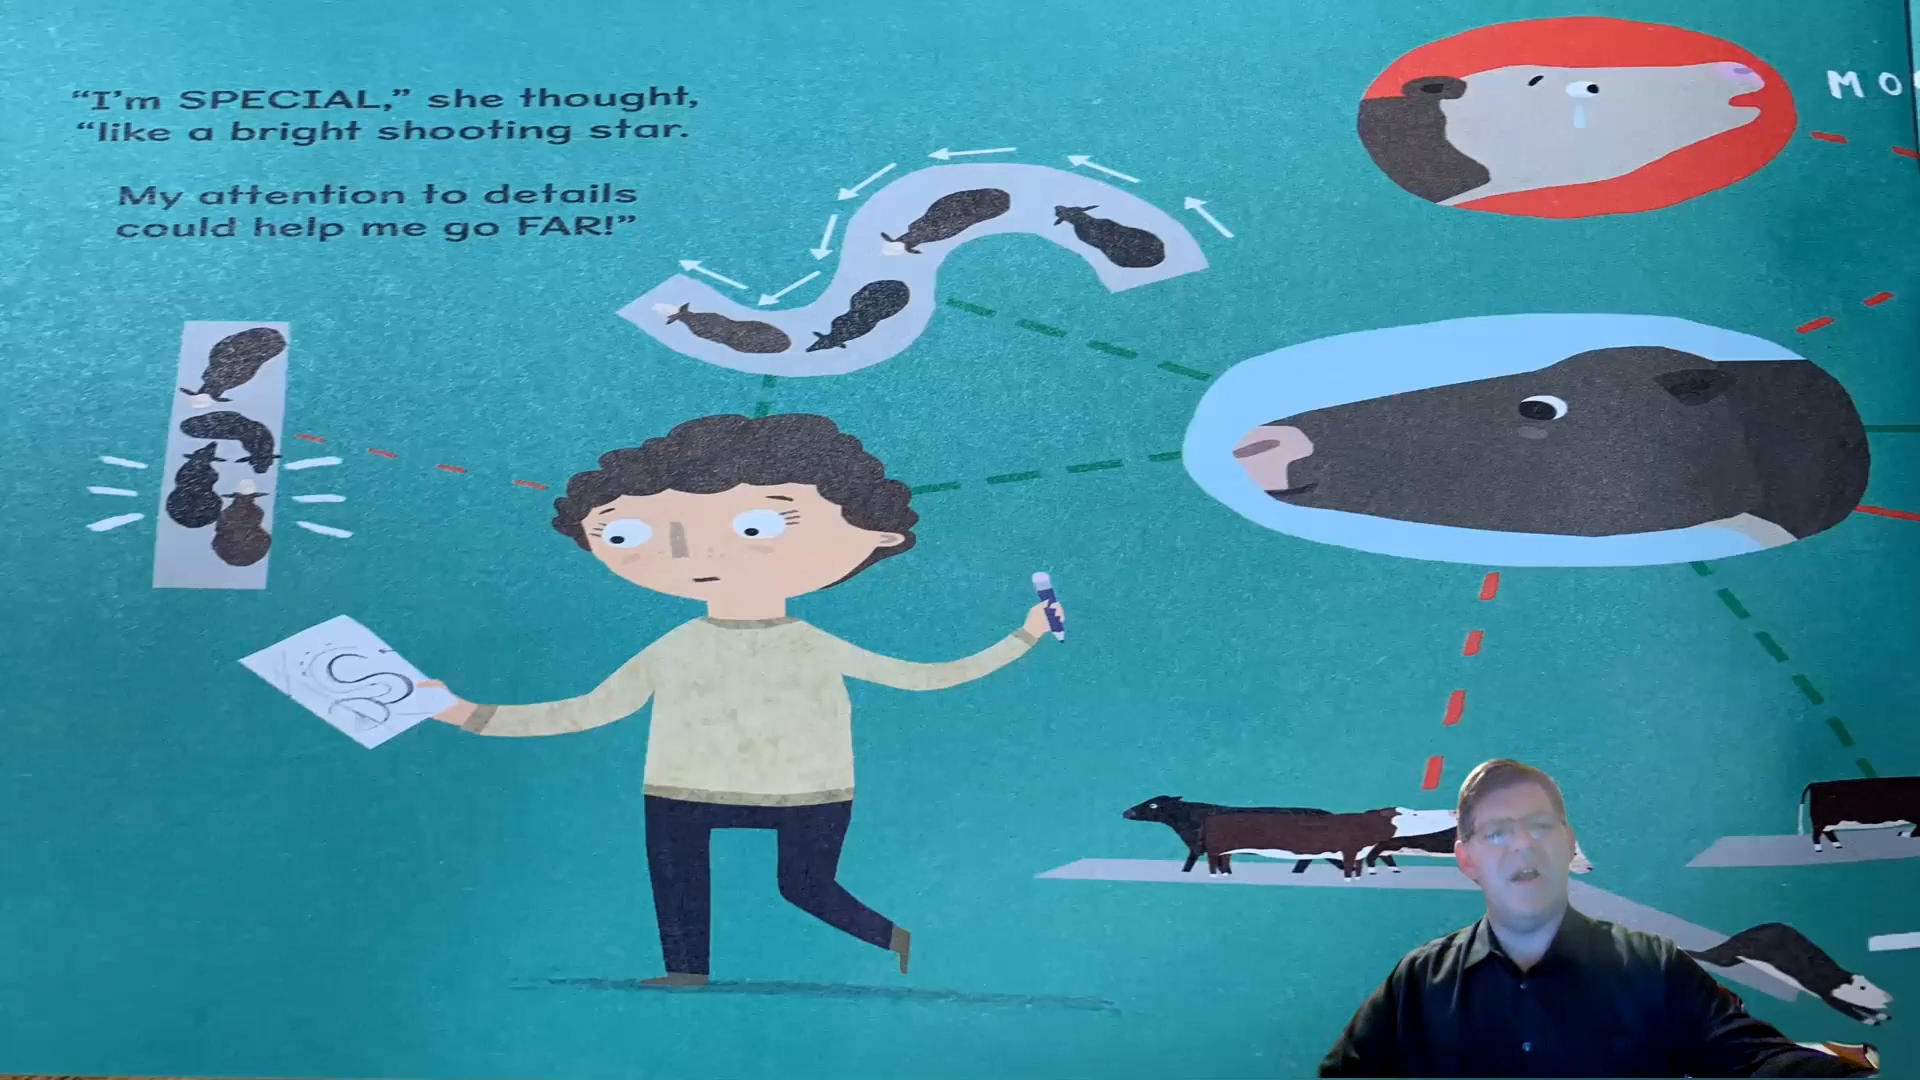 “I’m SPECIAL,” she thought,
“like a bright shooting star.
My attention to details
could help me go FAR!”